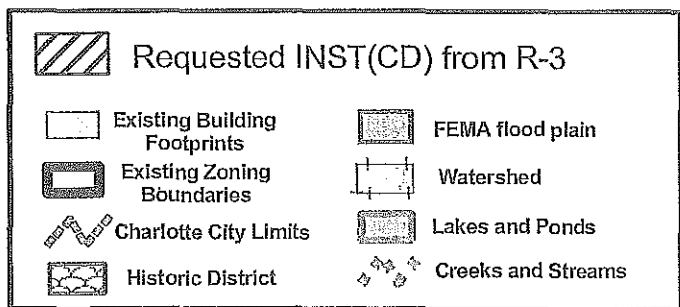 Requested INST(CD) from R-3
Existing Building
Footprints
Existing Zoning
Boundaries
Charlotte City Limits
Historic District
FEMA flood plain
Watershed
Lakes and Ponds
Creeks and Streams